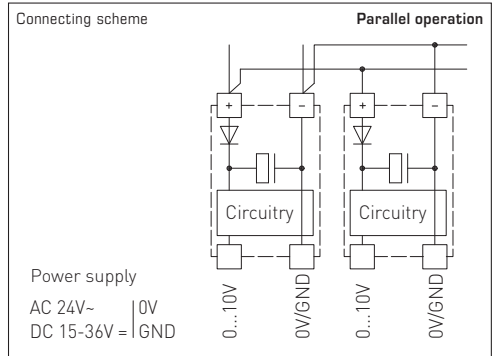 Connecting scheme
Parallel operation
+ – + –
Circuitry Circuitry
Power supply
AC 24V~ 0V
DC 15-36V = GND
0...10V
0V/GND
0...10V
0V/GND